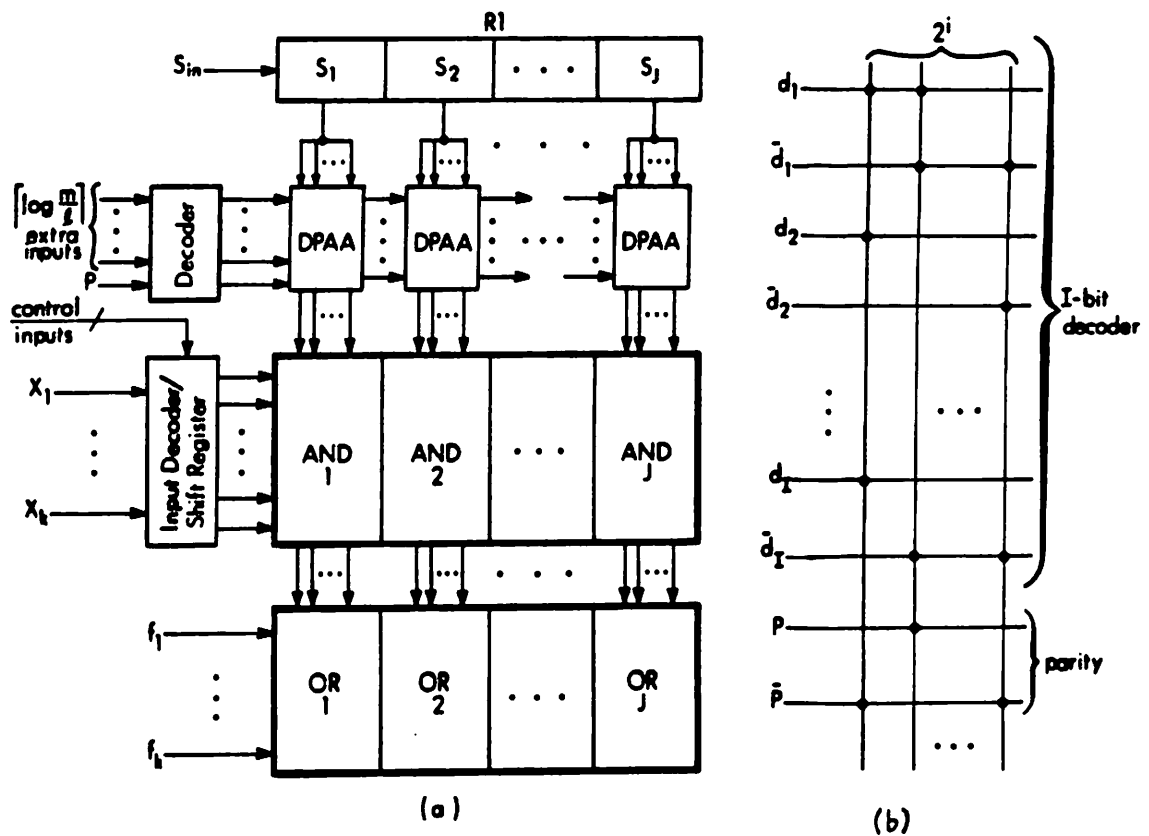 R1
S_in S_1 S_2 . . . S_J
⌈log m/ℓ⌉
extra
inputs
P
Decoder
DPAA DPAA . . . DPAA
control
inputs
X_1
X_k
Input Decoder/
Shift Register
AND
1
AND
2
. . .
AND
J
f_1
f_k
OR
1
OR
2
. . .
OR
J
(a)
2^i
d_1
d̄_1
d_2
d̄_2
. . .
d_I
d̄_I
I-bit
decoder
P
P̄
parity
. . .
(b)